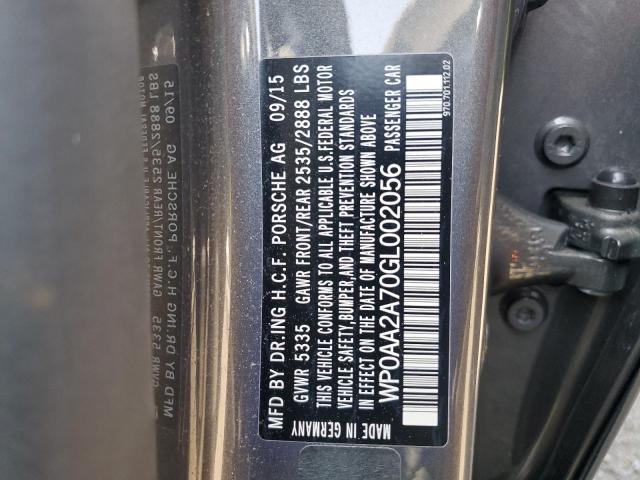 MFD BY DR.ING H.C.F. PORSCHE AG 09/15
GVWR 5335 GAWR FRONT/REAR 2535/2888 LBS
THIS VEHICLE CONFORMS TO ALL APPLICABLE U.S.FEDERAL MOTOR
VEHICLE SAFETY,BUMPER,AND THEFT PREVENTION STANDARDS
IN EFFECT ON THE DATE OF MANUFACTURE SHOWN ABOVE
WP0AA2A70GL002056 PASSENGER CAR
MADE IN GERMANY 970.701.112.02